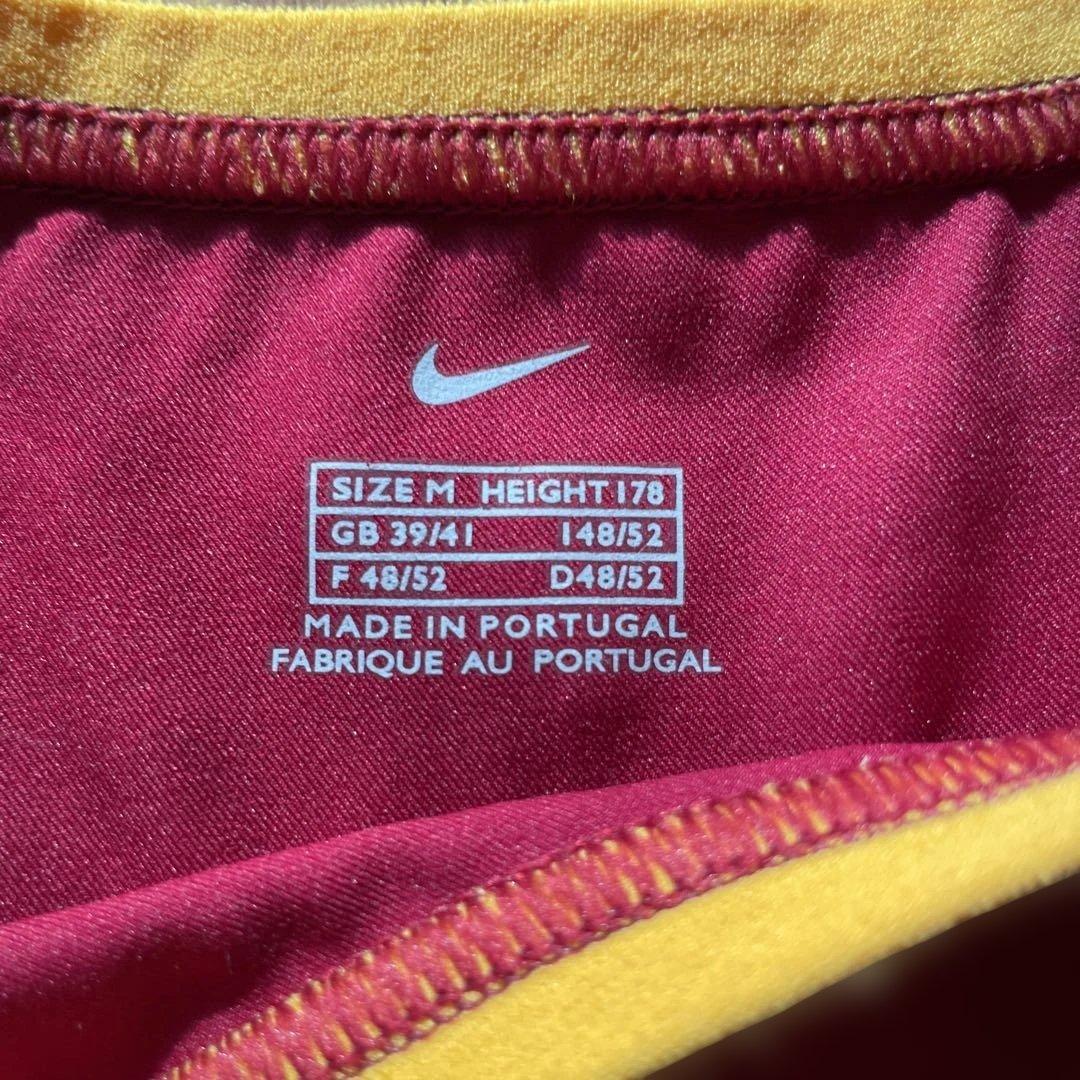 SIZE M HEIGHT 178
GB 39/41 I48/52
F 48/52 D48/52
MADE IN PORTUGAL
FABRIQUE AU PORTUGAL